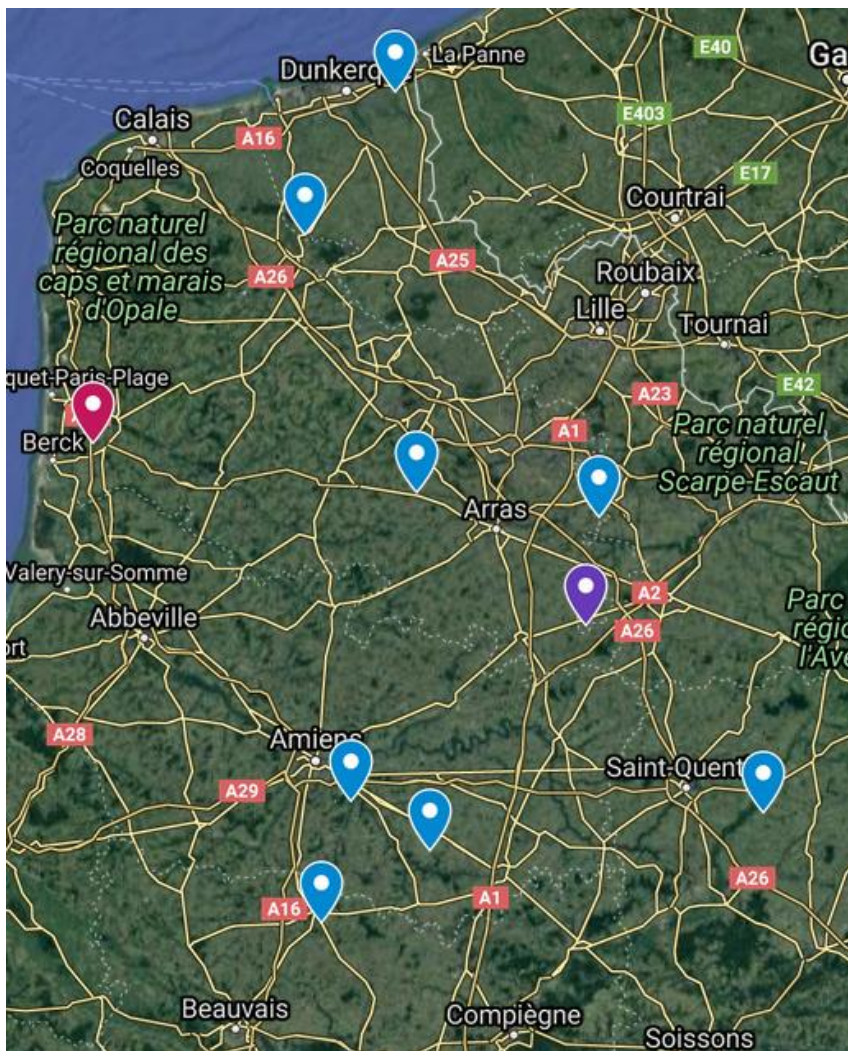 E40
Ga
La Panne
Dunkerq
E403
Calais
A16
Coquelles
E17
Courtrai
Parc naturel
régional des
caps et marais
d'Opale
A25
A26
Roubaix
Lille
Tournai
quet-Paris-Plage
E42
A23
A1
Berck
Parc naturel
régional
Scarpe-Escaut
Arras
Valery-sur-Somme
A2
Parc
régio
l'Ave
Abbeville
A26
ort
A28
Amiens
Saint-Quent
A29
A26
A16
A1
Beauvais
Compiègne
Soissons